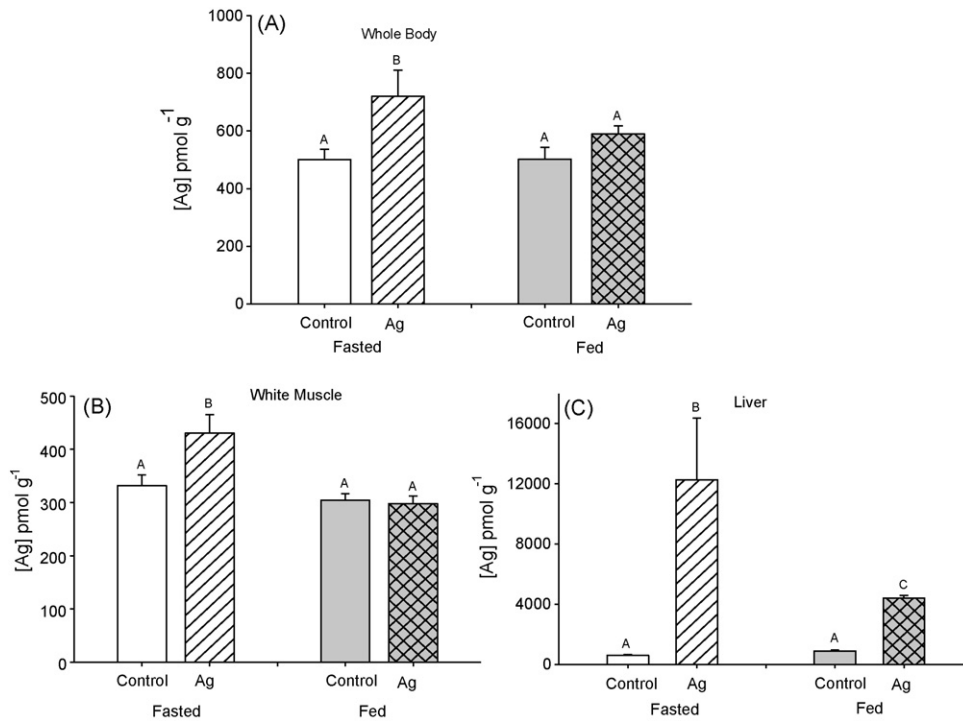 (A)
Whole Body
[Ag] pmol g-1
1000
800
600
400
200
0
A
B
A
A
Control Ag Control Ag
Fasted Fed
(B)
White Muscle
[Ag] pmol g-1
500
400
300
200
100
0
A
B
A
A
Control Ag Control Ag
Fasted Fed
(C)
Liver
[Ag] pmol g-1
16000
12000
8000
4000
0
A
B
A
C
Control Ag Control Ag
Fasted Fed